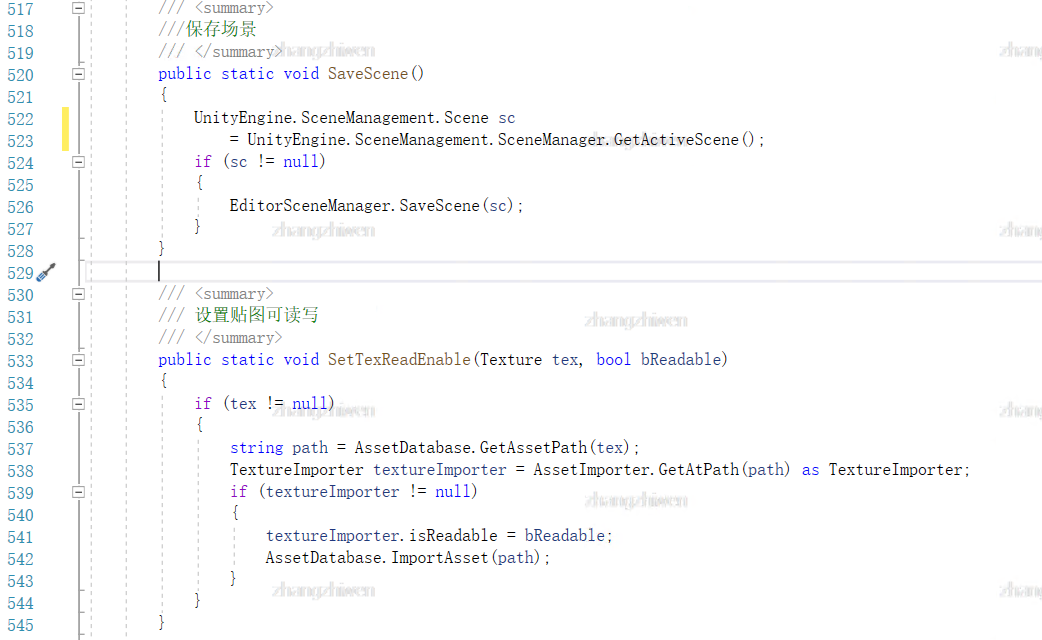 517 /// <summary>
518 ///保存场景
519 /// </summary>
520 public static void SaveScene()
521 {
522 UnityEngine.SceneManagement.Scene sc
523 = UnityEngine.SceneManagement.SceneManager.GetActiveScene();
524 if (sc != null)
525 {
526 EditorSceneManager.SaveScene(sc);
527 }
528 }
529
530 /// <summary>
531 /// 设置贴图可读写
532 /// </summary>
533 public static void SetTexReadEnable(Texture tex, bool bReadable)
534 {
535 if (tex != null)
536 {
537 string path = AssetDatabase.GetAssetPath(tex);
538 TextureImporter textureImporter = AssetImporter.GetAtPath(path) as TextureImporter;
539 if (textureImporter != null)
540 {
541 textureImporter.isReadable = bReadable;
542 AssetDatabase.ImportAsset(path);
543 }
544 }
545 }